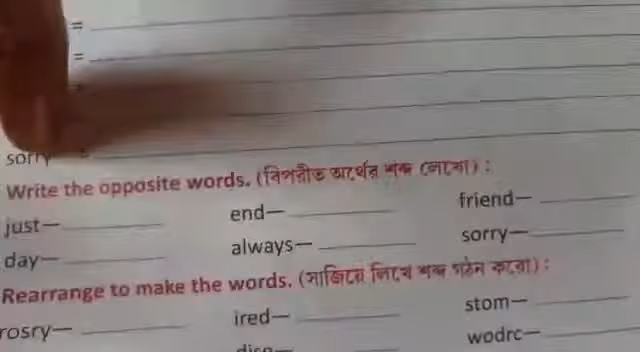 =
=
sorry =
Write the opposite words. (বিপরীত অর্থের শব্দ লেখো) :
just— end— friend—
day— always— sorry—
Rearrange to make the words. (সাজিয়ে লিখে শব্দ গঠন করো) :
rosry— ired— stom—
wodrc—